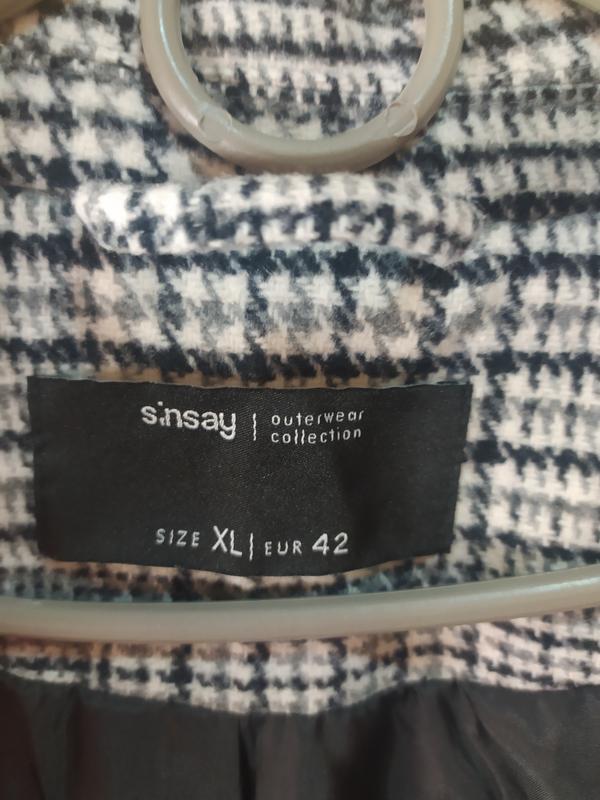 sinsay | outerwear
collection
SIZE XL | EUR 42